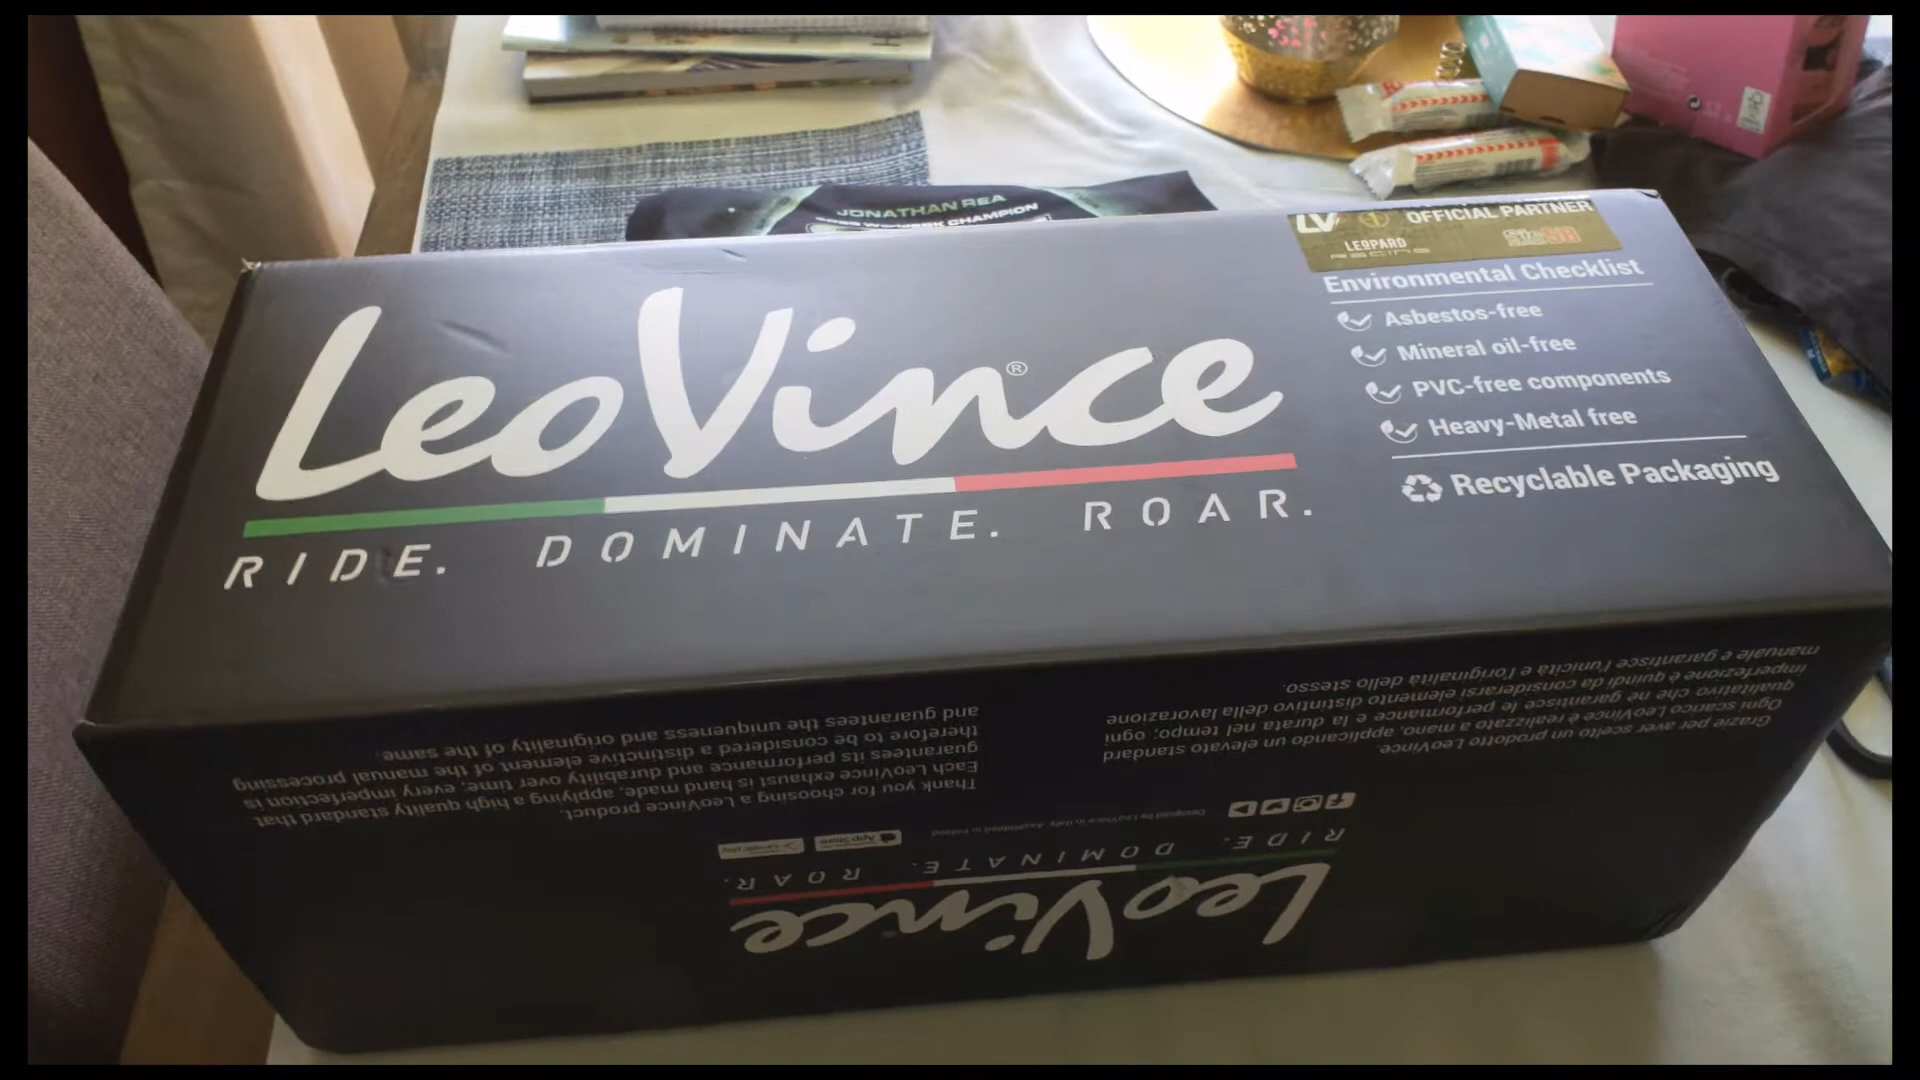 JONATHAN REA
CHAMPION
LV OFFICIAL PARTNER
LEOPARD
RACING
SIC58
LeoVince®
RIDE. DOMINATE. ROAR.
Environmental Checklist
Asbestos-free
Mineral oil-free
PVC-free components
Heavy-Metal free
Recyclable Packaging
LeoVince
RIDE. DOMINATE. ROAR.
AppStore
Thank you for choosing a LeoVince product.
Each LeoVince exhaust is hand made, applying a high quality standard that
guarantees its performance and durability over time; every imperfection is
therefore to be considered a distinctive element of the manual processing
and guarantees the uniqueness and originality of the same.
Grazie per aver scelto un prodotto LeoVince.
Ogni scarico LeoVince è realizzato a mano, applicando un elevato standard
qualitativo che ne garantisce le performance e la durata nel tempo; ogni
imperfezione è quindi da considerarsi elemento distintivo della lavorazione
manuale e garantisce l'unicità e l'originalità dello stesso.